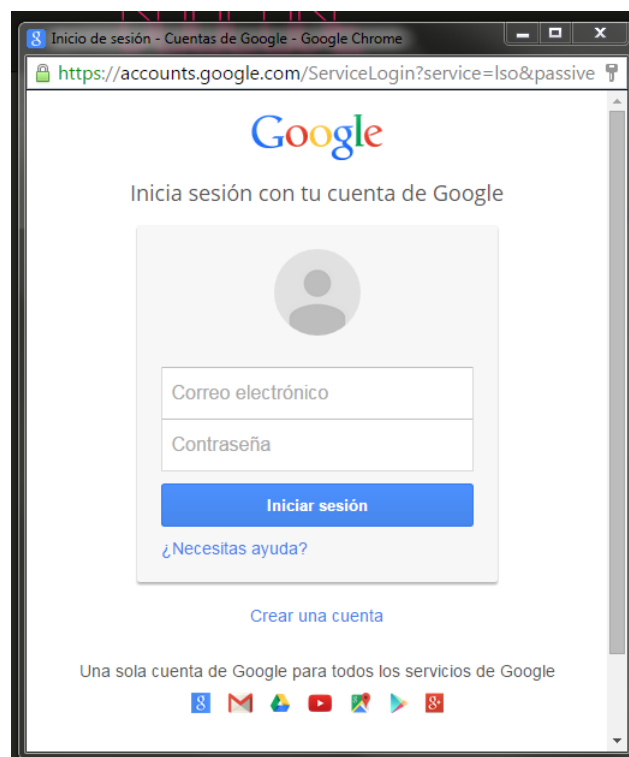 Inicio de sesión - Cuentas de Google - Google Chrome
https://accounts.google.com/ServiceLogin?service=lso&passive
Google
Inicia sesión con tu cuenta de Google
Correo electrónico
Contraseña
Iniciar sesión
¿Necesitas ayuda?
Crear una cuenta
Una sola cuenta de Google para todos los servicios de Google